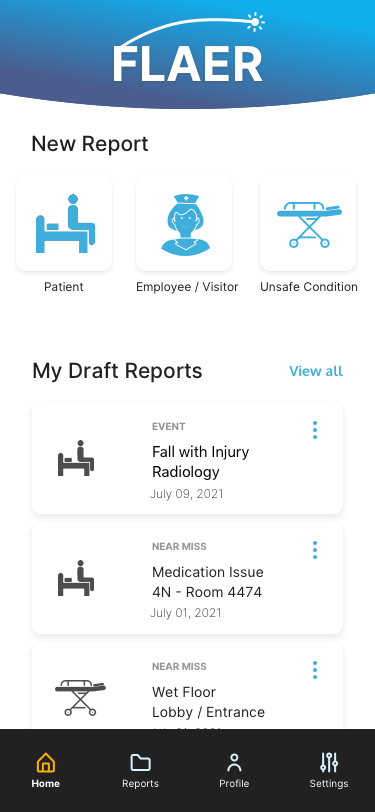 FLAER
New Report
Patient
Employee / Visitor
Unsafe Condition
My Draft Reports
View all
EVENT
Fall with Injury
Radiology
July 09, 2021
NEAR MISS
Medication Issue
4N - Room 4474
July 01, 2021
NEAR MISS
Wet Floor
Lobby / Entrance
Home
Reports
Profile
Settings